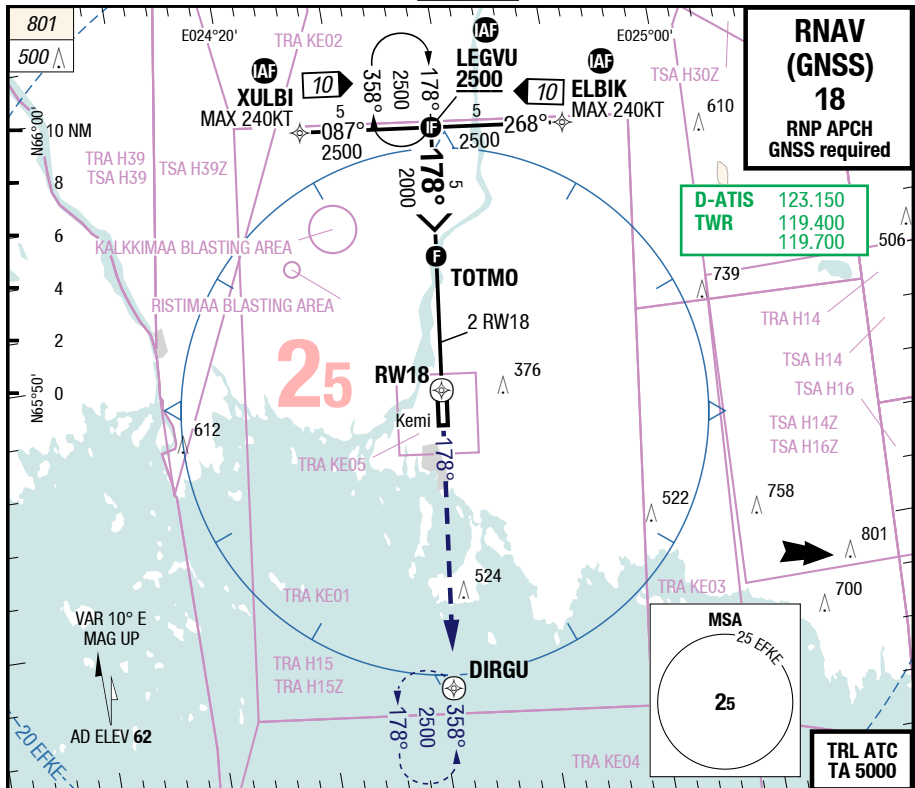 801
500
E024°20'
TRA KE02
IAF
LEGVU
2500
E025°00'
TSA H30Z
RNAV
(GNSS)
18
RNP APCH
GNSS required
IAF
XULBI
MAX 240KT
10
358°
2500
178°
10
IAF
ELBIK
MAX 240KT
610
N66°00'
10 NM
5
087°
2500
IF
5
268°
2500
TRA H39
TSA H39
TSA H39Z
8
178°
5
2000
D-ATIS 123.150
TWR 119.400
119.700
506
6
KALKKIMAA BLASTING AREA
F
TOTMO
739
4
RISTIMAA BLASTING AREA
2 RW18
TRA H14
2
TSA H14
25
RW18
376
TSA H16
N65°50'
0
Kemi
612
TSA H14Z
TSA H16Z
TRA KE05
178°
522
758
801
524
TRA KE01
TRA KE03
700
VAR 10° E
MAG UP
MSA
25 EFKE
25
TRA H15
TRA H15Z
DIRGU
178°
2500
358°
AD ELEV 62
20 EFKE
TRA KE04
TRL ATC
TA 5000